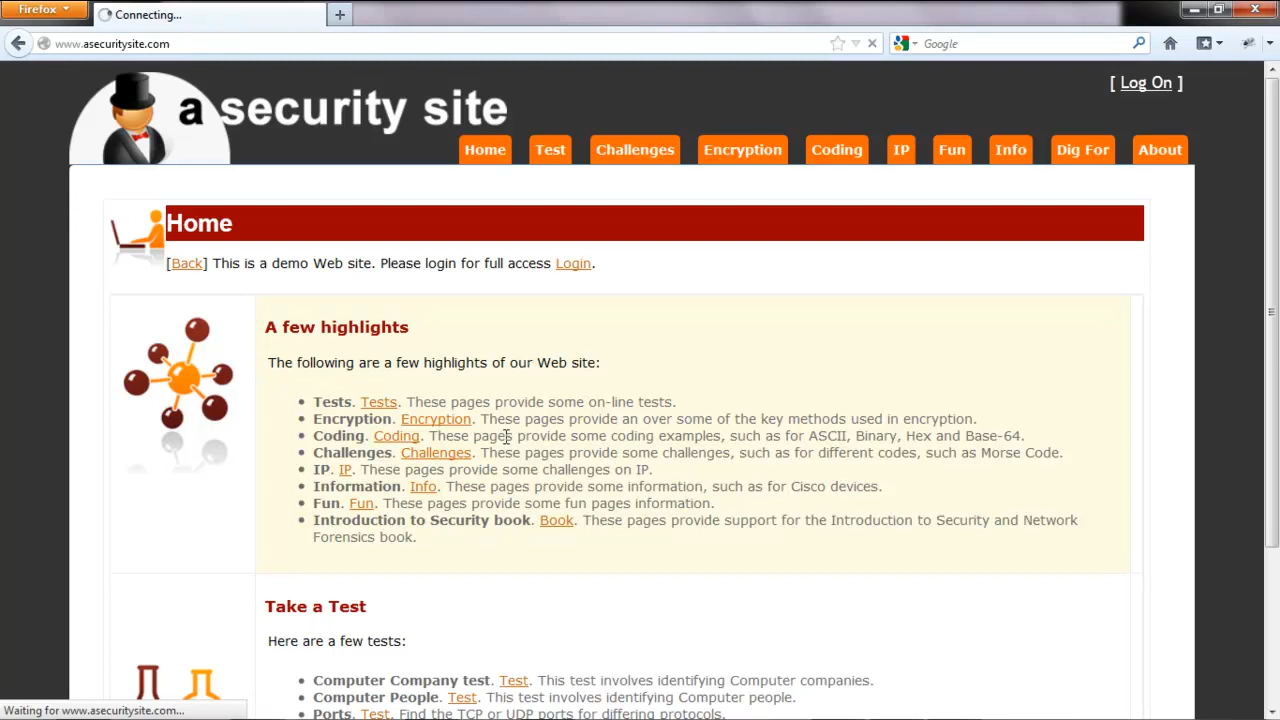 Firefox
Connecting...
www.asecuritysite.com
Google
[ Log On ]
a security site
Home
Test
Challenges
Encryption
Coding
IP
Fun
Info
Dig For
About
Home
[Back] This is a demo Web site. Please login for full access Login.
A few highlights
The following are a few highlights of our Web site:
Tests. Tests. These pages provide some on-line tests.
Encryption. Encryption. These pages provide an over some of the key methods used in encryption.
Coding. Coding. These pages provide some coding examples, such as for ASCII, Binary, Hex and Base-64.
Challenges. Challenges. These pages provide some challenges, such as for different codes, such as Morse Code.
IP. IP. These pages provide some challenges on IP.
Information. Info. These pages provide some information, such as for Cisco devices.
Fun. Fun. These pages provide some fun pages information.
Introduction to Security book. Book. These pages provide support for the Introduction to Security and Network
Forensics book.
Take a Test
Here are a few tests:
Computer Company test. Test. This test involves identifying Computer companies.
Computer People. Test. This test involves identifying Computer people.
Ports. Test. Find the TCP or UDP ports for differing protocols.
Waiting for www.asecuritysite.com...